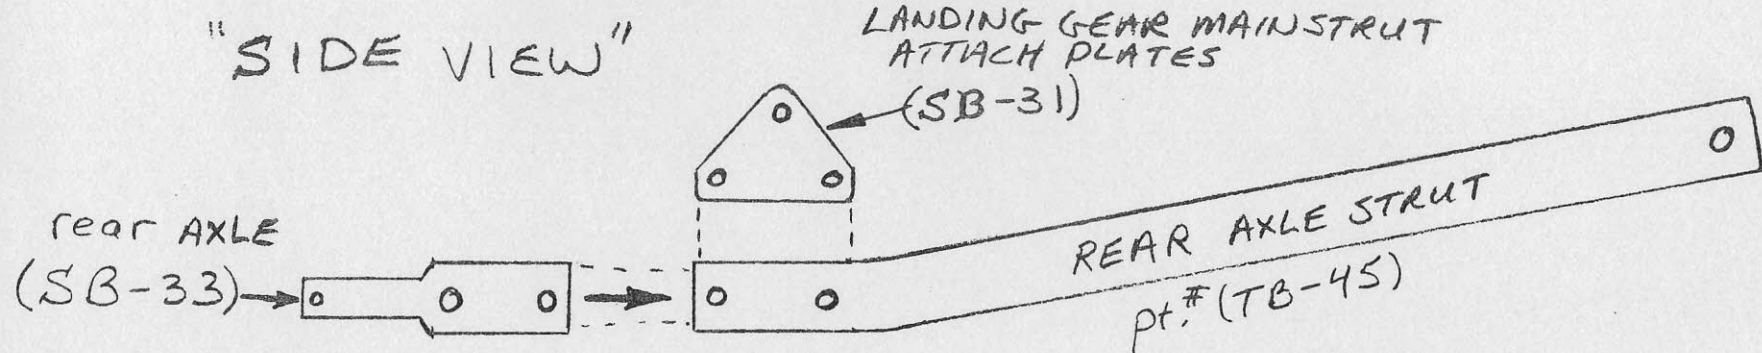 "SIDE VIEW"
LANDING GEAR MAINSTRUT
ATTACH PLATES
(SB-31)
rear AXLE
(SB-33)
REAR AXLE STRUT
pt.# (TB-45)